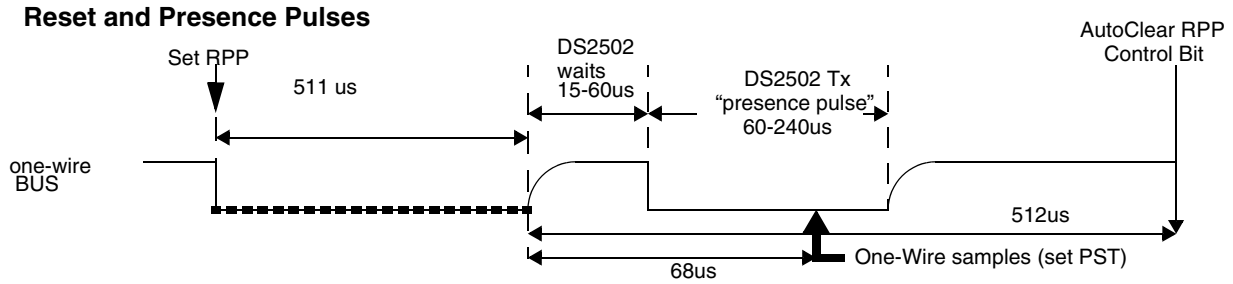 Reset and Presence Pulses
AutoClear RPP
Control Bit
Set RPP
DS2502
waits
15-60us
511 us
DS2502 Tx
“presence pulse”
60-240us
one-wire
BUS
512us
One-Wire samples (set PST)
68us